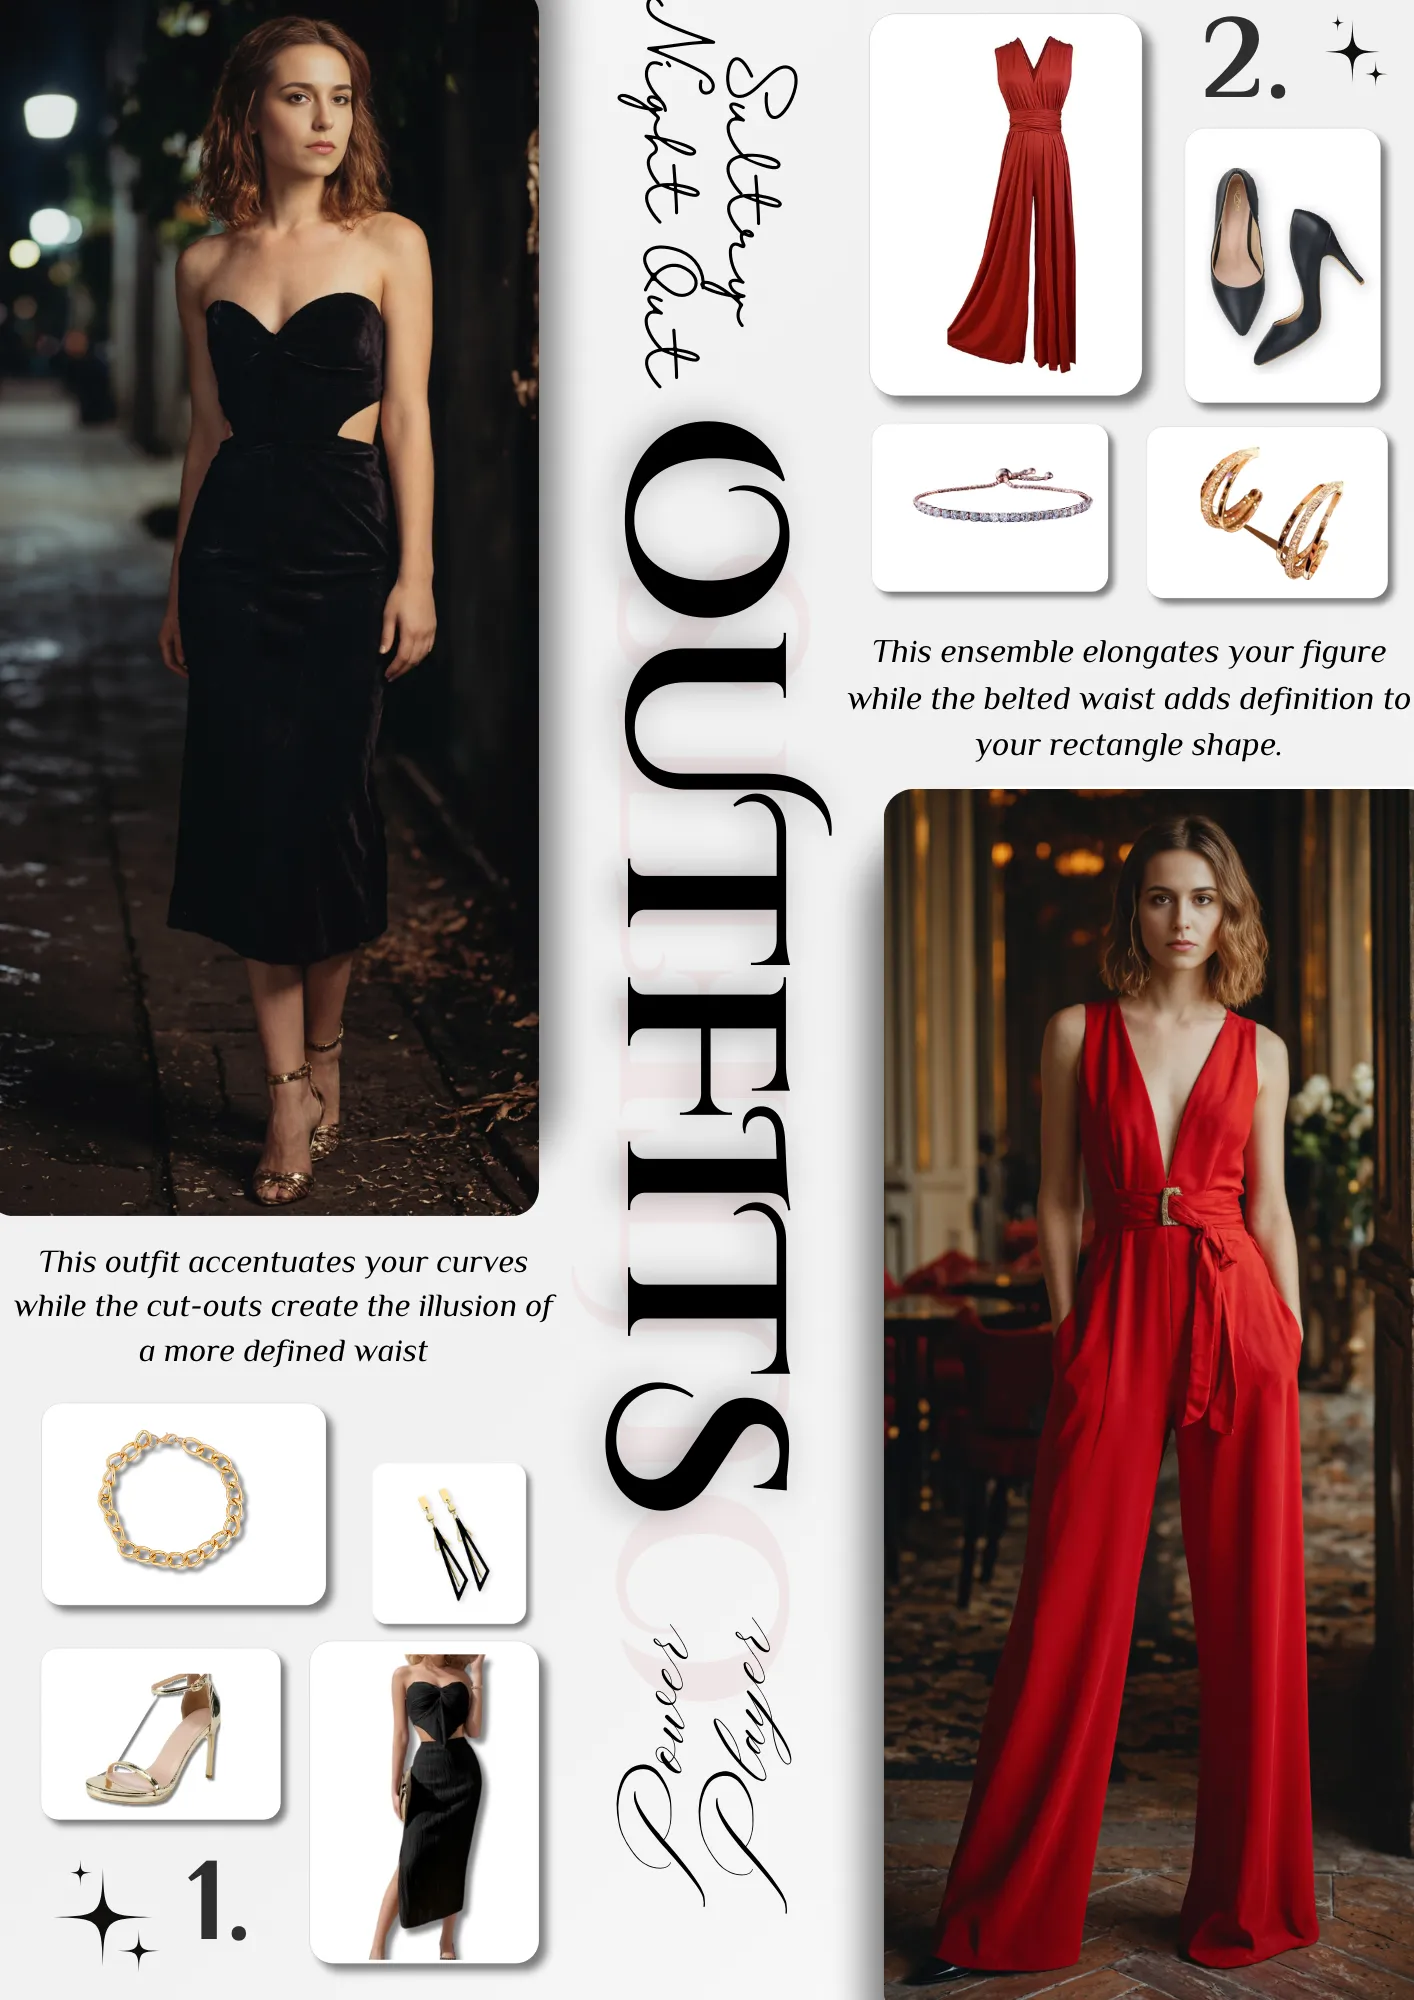 Sultry
Night Out
OUTFITS
Power
Player
2.
This ensemble elongates your figure
while the belted waist adds definition to
your rectangle shape.
This outfit accentuates your curves
while the cut-outs create the illusion of
a more defined waist
1.